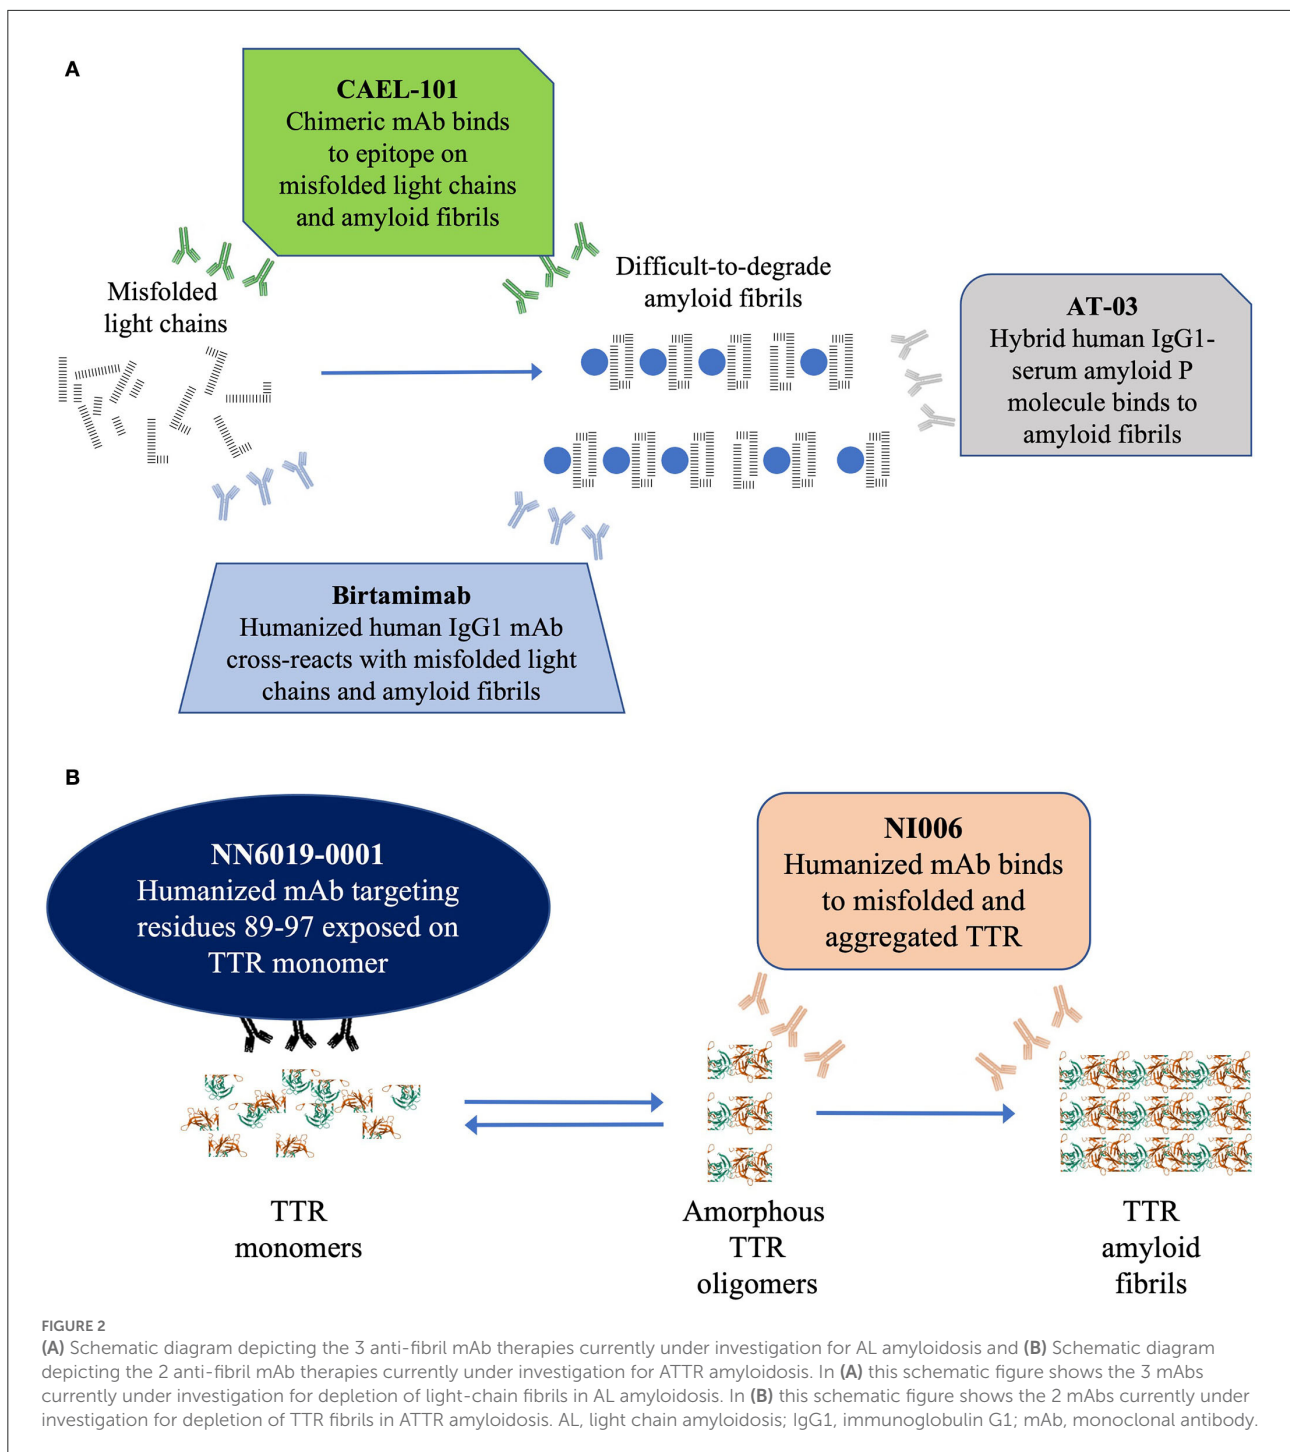 A
CAEL-101
Chimeric mAb binds
to epitope on
misfolded light chains
and amyloid fibrils
Misfolded
light chains
Difficult-to-degrade
amyloid fibrils
AT-03
Hybrid human IgG1-
serum amyloid P
molecule binds to
amyloid fibrils
Birtamimab
Humanized human IgG1 mAb
cross-reacts with misfolded light
chains and amyloid fibrils
B
NN6019-0001
Humanized mAb targeting
residues 89-97 exposed on
TTR monomer
NI006
Humanized mAb binds
to misfolded and
aggregated TTR
TTR
monomers
Amorphous
TTR
oligomers
TTR
amyloid
fibrils
FIGURE 2
(A) Schematic diagram depicting the 3 anti-fibril mAb therapies currently under investigation for AL amyloidosis and (B) Schematic diagram
depicting the 2 anti-fibril mAb therapies currently under investigation for ATTR amyloidosis. In (A) this schematic figure shows the 3 mAbs
currently under investigation for depletion of light-chain fibrils in AL amyloidosis. In (B) this schematic figure shows the 2 mAbs currently under
investigation for depletion of TTR fibrils in ATTR amyloidosis. AL, light chain amyloidosis; IgG1, immunoglobulin G1; mAb, monoclonal antibody.